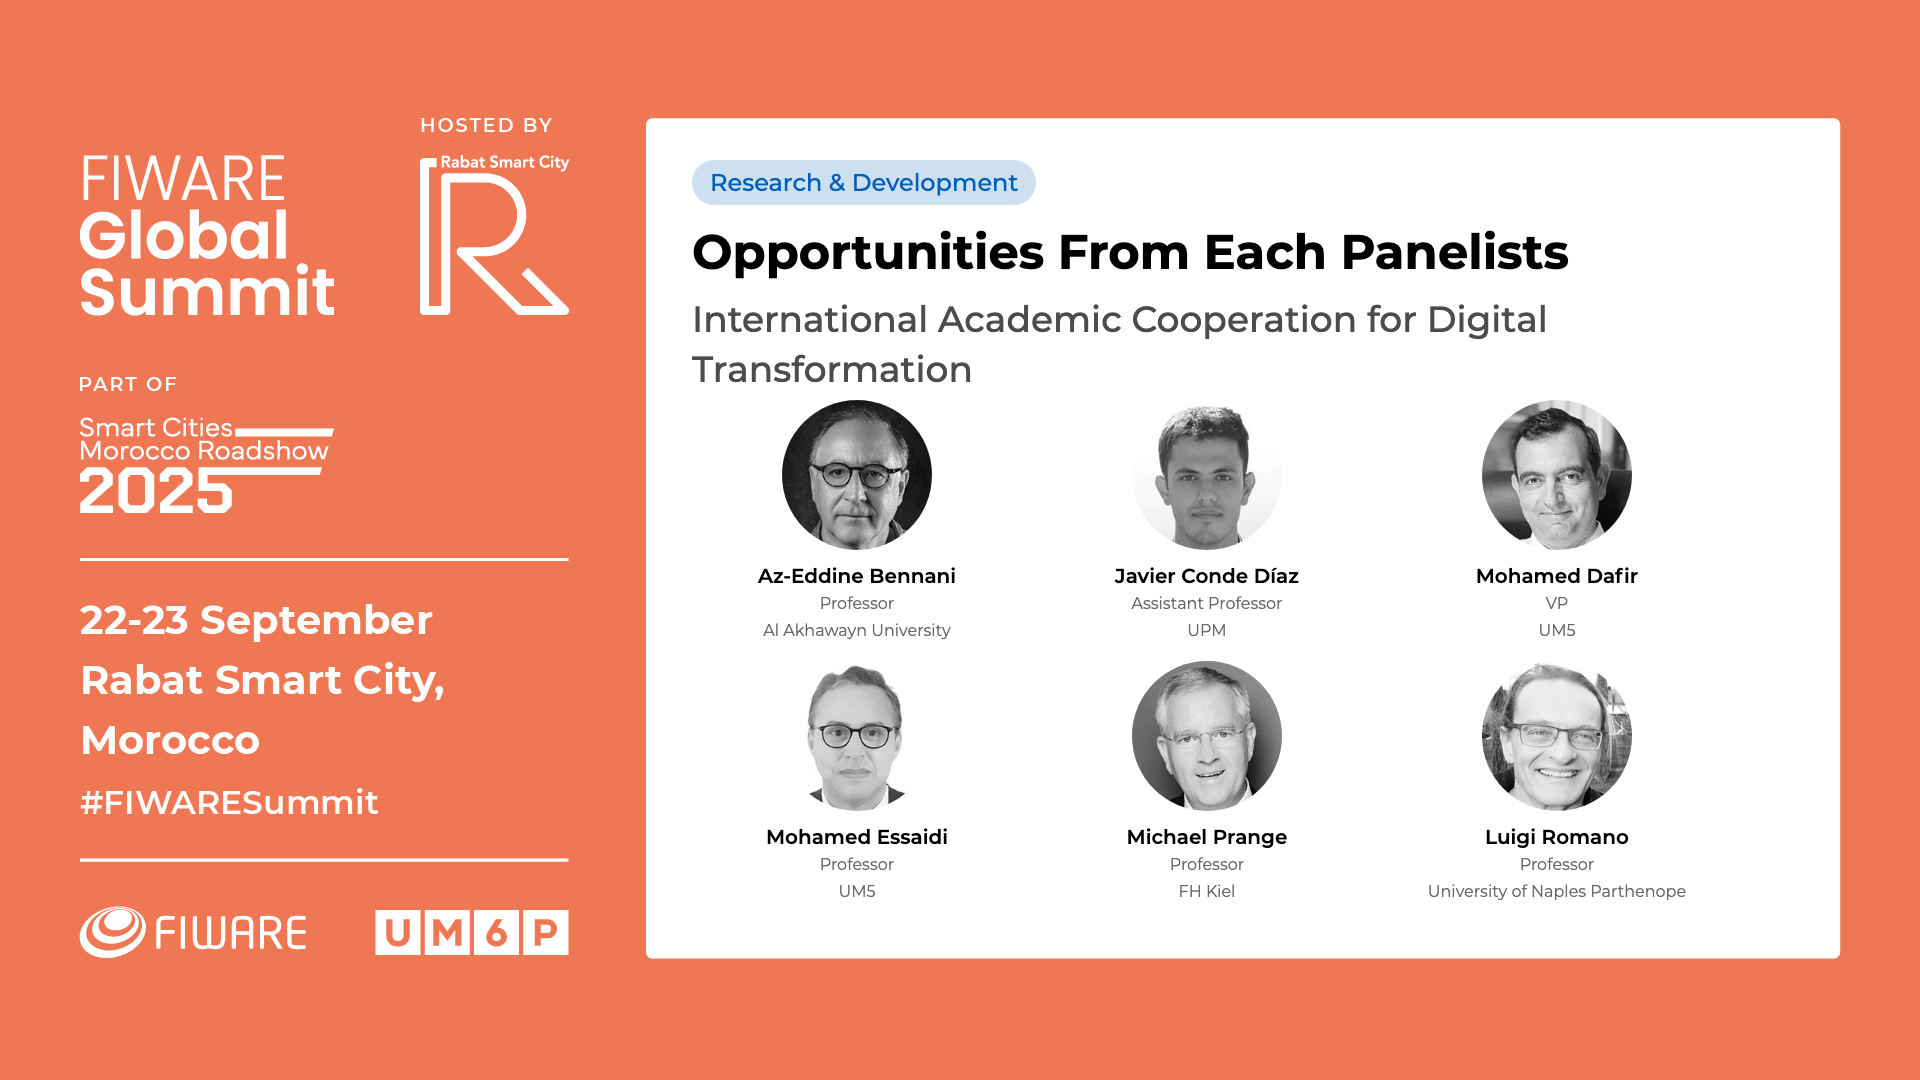 HOSTED BY
FIWARE
Global
Summit
Rabat Smart City
R
PART OF
Smart Cities
Morocco Roadshow
2025
22-23 September
Rabat Smart City,
Morocco
#FIWARESummit
FIWARE
UM6P
Research & Development
Opportunities From Each Panelists
International Academic Cooperation for Digital
Transformation
Az-Eddine Bennani
Professor
Al Akhawayn University
Javier Conde Díaz
Assistant Professor
UPM
Mohamed Dafir
VP
UM5
Mohamed Essaidi
Professor
UM5
Michael Prange
Professor
FH Kiel
Luigi Romano
Professor
University of Naples Parthenope